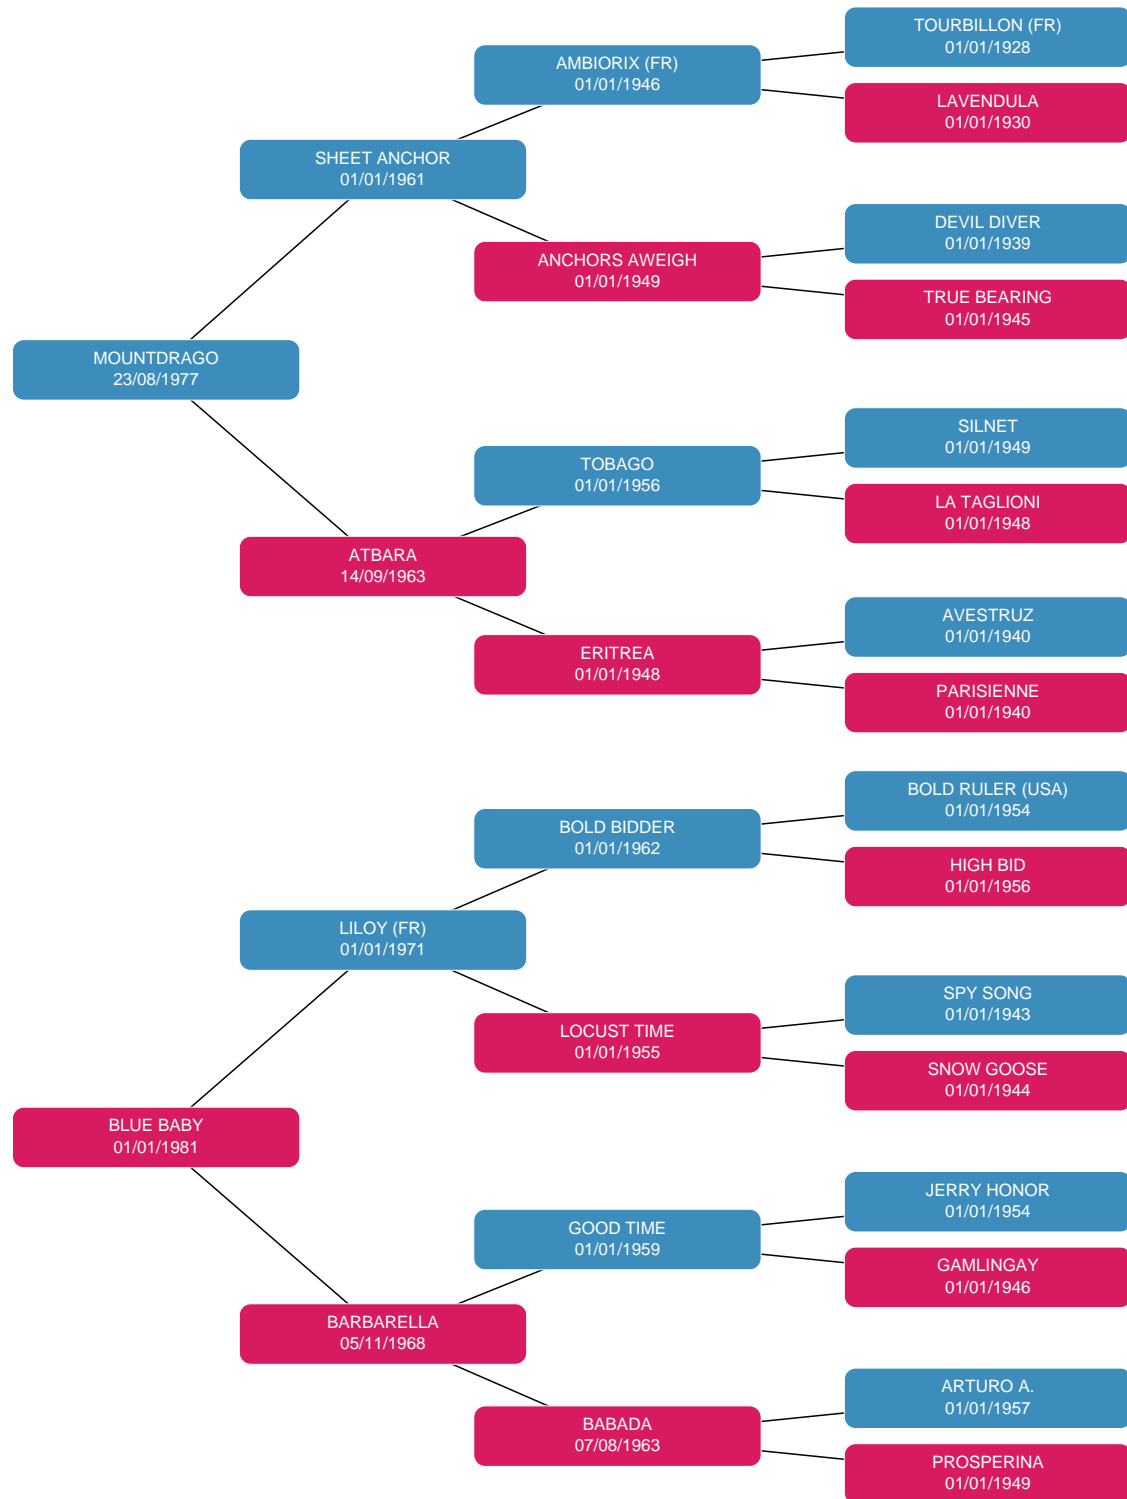 TOURBILLON (FR)
01/01/1928
AMBIORIX (FR)
01/01/1946
LAVENDULA
01/01/1930
SHEET ANCHOR
01/01/1961
DEVIL DIVER
01/01/1939
ANCHORS AWEIGH
01/01/1949
TRUE BEARING
01/01/1945
MOUNTDRAGO
23/08/1977
SILNET
01/01/1949
TOBAGO
01/01/1956
LA TAGLIONI
01/01/1948
ATBARA
14/09/1963
AVESTRUZ
01/01/1940
ERITREA
01/01/1948
PARISIENNE
01/01/1940
BOLD RULER (USA)
01/01/1954
BOLD BIDDER
01/01/1962
HIGH BID
01/01/1956
LILOY (FR)
01/01/1971
SPY SONG
01/01/1943
LOCUST TIME
01/01/1955
SNOW GOOSE
01/01/1944
BLUE BABY
01/01/1981
JERRY HONOR
01/01/1954
GOOD TIME
01/01/1959
GAMLINGAY
01/01/1946
BARBARELLA
05/11/1968
ARTURO A.
01/01/1957
BABADA
07/08/1963
PROSPERINA
01/01/1949